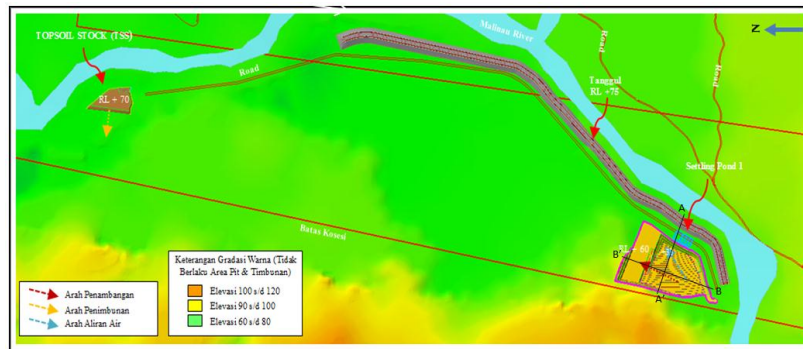 TOPSOIL STOCK (TSS)
RL + 70
Road
Malinau River
Road
Road
N
Tanggul
RL +75
Settling Pond 1
A
RL + 60
B'
B
A'
Batas Kosesi
Keterangan Gradasi Warna (Tidak
Berlaku Area Pit & Timbunan)
Elevasi 100 s/d 120
Elevasi 90 s/d 100
Elevasi 60 s/d 80
Arah Penambangan
Arah Penimbunan
Arah Aliran Air